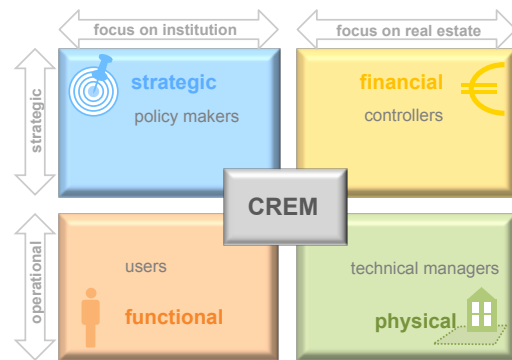 focus on institution
focus on real estate
strategic
strategic
policy makers
financial
controllers
CREM
operational
users
functional
technical managers
physical